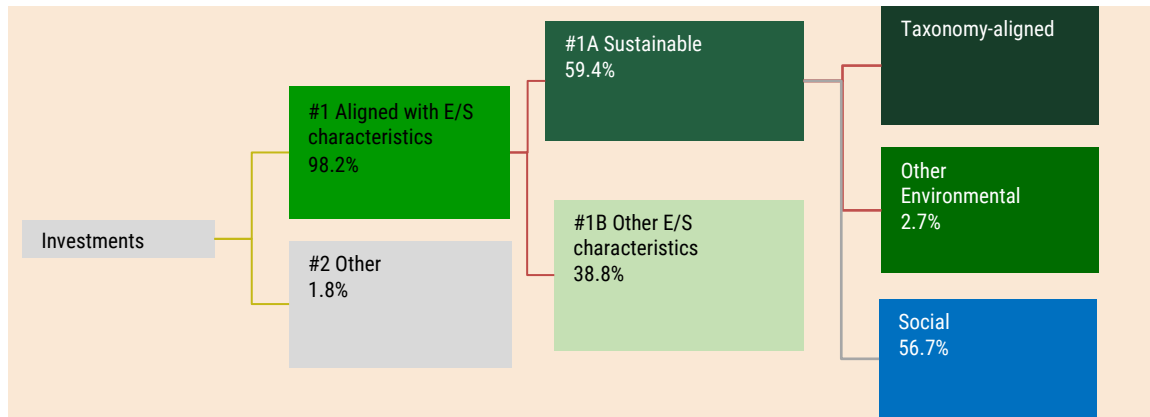 Investments
#1 Aligned with E/S
characteristics
98.2%
#2 Other
1.8%
#1A Sustainable
59.4%
#1B Other E/S
characteristics
38.8%
Taxonomy-aligned
Other
Environmental
2.7%
Social
56.7%